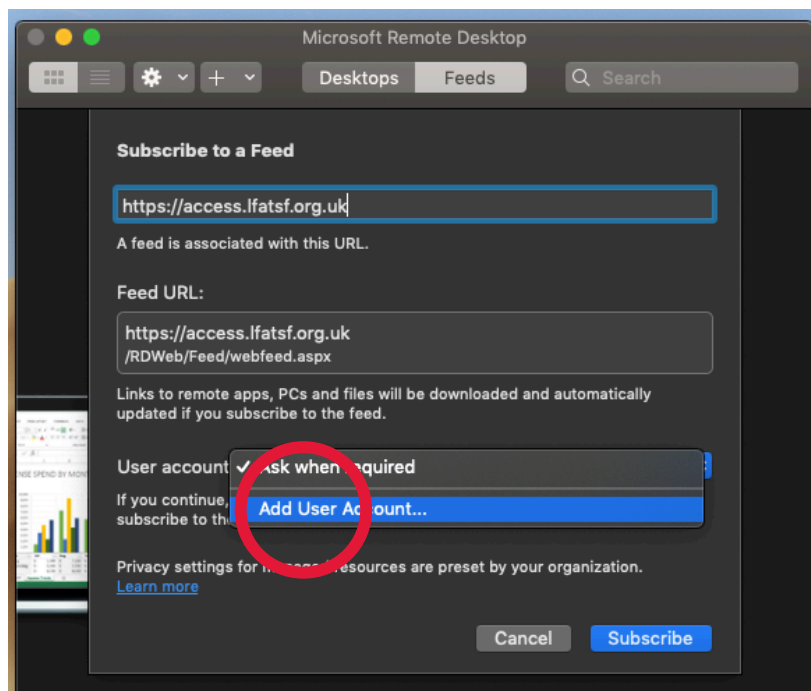 Microsoft Remote Desktop
Desktops
Feeds
Search
Subscribe to a Feed
https://access.lfatsf.org.uk
A feed is associated with this URL.
Feed URL:
https://access.lfatsf.org.uk
/RDWeb/Feed/webfeed.aspx
Links to remote apps, PCs and files will be downloaded and automatically
updated if you subscribe to the feed.
User account
✓ Ask when required
If you continue,
Add User Account...
subscribe to the
Privacy settings for managed resources are preset by your organization.
Learn more
Cancel
Subscribe